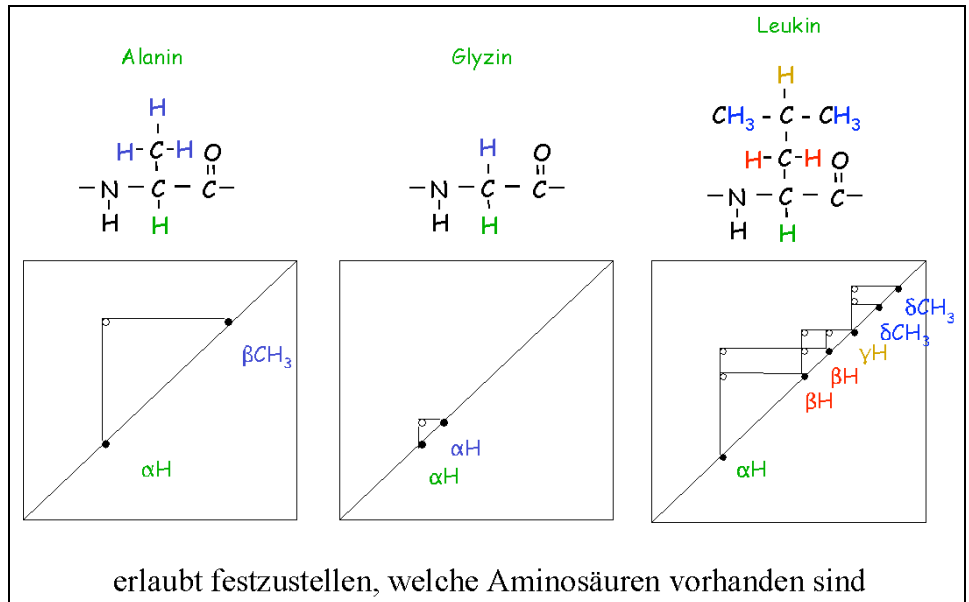 Alanin
Glyzin
Leukin
H
H-C-H O
– N – C – C –
H H
H O
– N – C – C –
H H
H
CH₃ - C - CH₃
H-C-H O
– N – C – C –
H H
βCH₃
αH
αH
αH
δCH₃
δCH₃
γH
βH
βH
αH
erlaubt festzustellen, welche Aminosäuren vorhanden sind